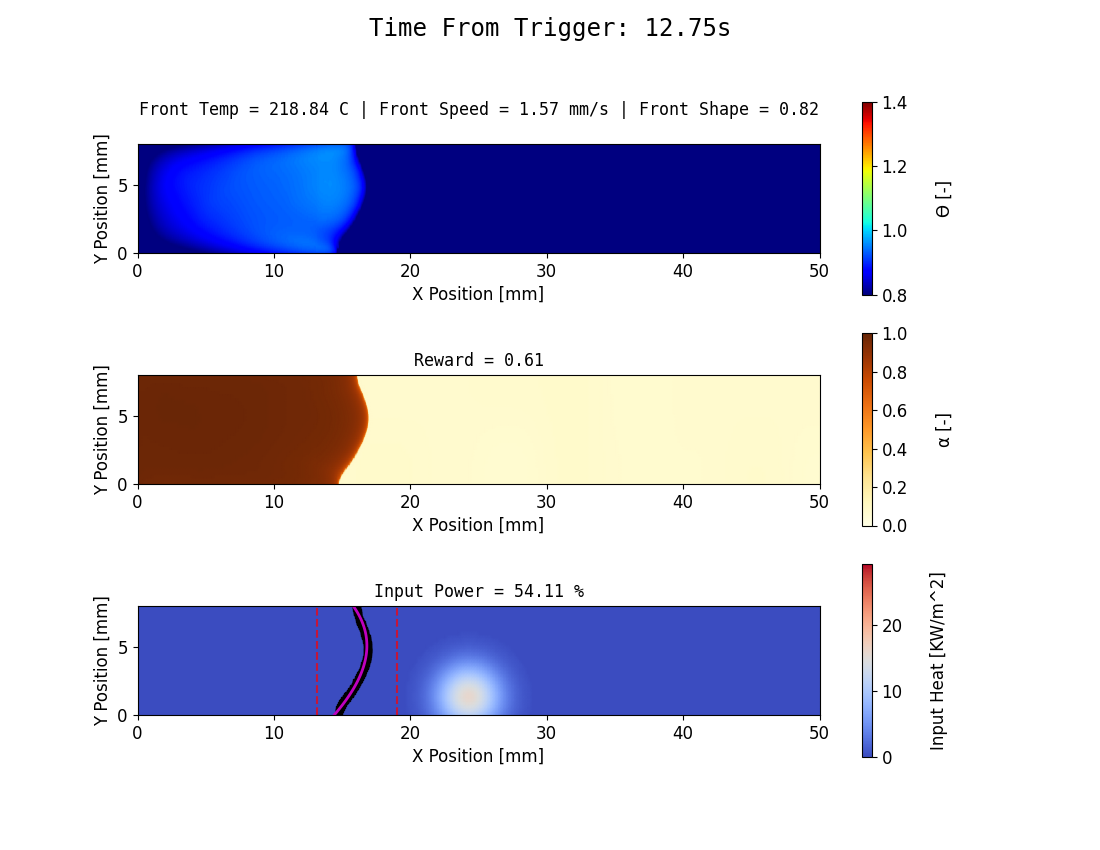 Time From Trigger: 12.75s
Front Temp = 218.84 C | Front Speed = 1.57 mm/s | Front Shape = 0.82
Y Position [mm]
5
0
0 10 20 30 40 50
X Position [mm]
1.4
1.2
1.0
0.8
Θ [-]
Reward = 0.61
Y Position [mm]
5
0
0 10 20 30 40 50
X Position [mm]
1.0
0.8
0.6
0.4
0.2
0.0
α [-]
Input Power = 54.11 %
Y Position [mm]
5
0
0 10 20 30 40 50
X Position [mm]
20
10
0
Input Heat [KW/m^2]